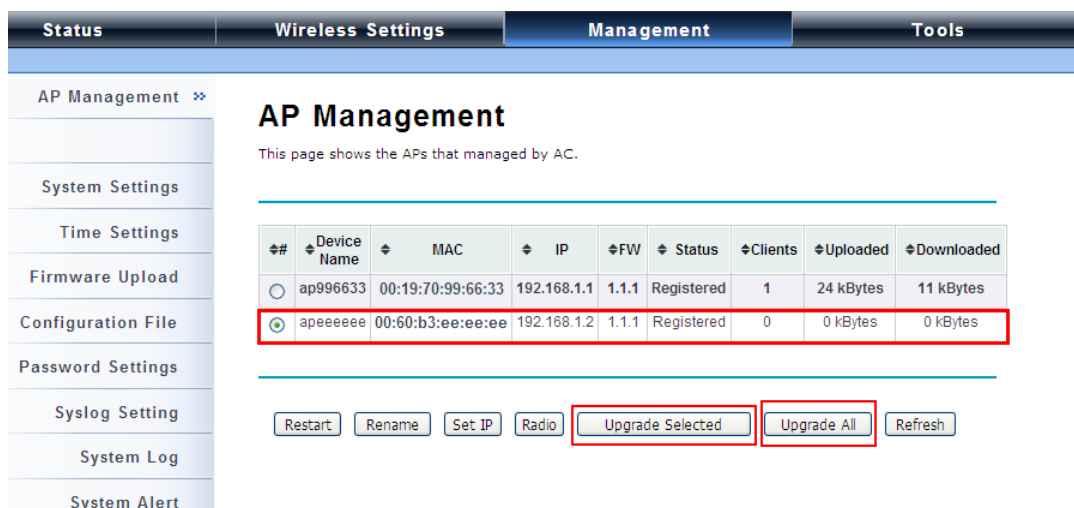 Status Wireless Settings Management Tools
AP Management »
AP Management
This page shows the APs that managed by AC.
System Settings
Time Settings
Firmware Upload
Configuration File
Password Settings
Syslog Setting
System Log
System Alert
# Device Name MAC IP FW Status Clients Uploaded Downloaded
ap996633 00:19:70:99:66:33 192.168.1.1 1.1.1 Registered 1 24 kBytes 11 kBytes
apeeeeee 00:60:b3:ee:ee:ee 192.168.1.2 1.1.1 Registered 0 0 kBytes 0 kBytes
Restart Rename Set IP Radio Upgrade Selected Upgrade All Refresh